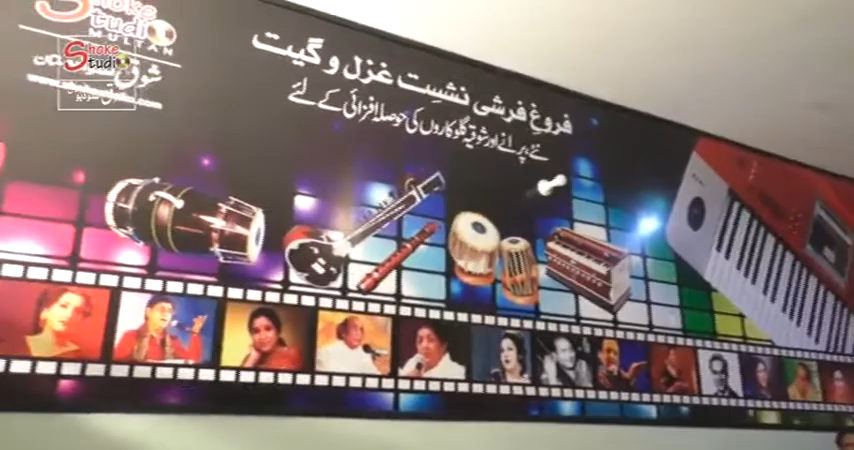 Shoke
Studio
MULTAN
Shoke
Studio
شوق
فروغِ فرشی نشست غزل و گیت
نئے، پرانے اور شوقیہ گلوکاروں کی حوصلہ افزائی کے لئے